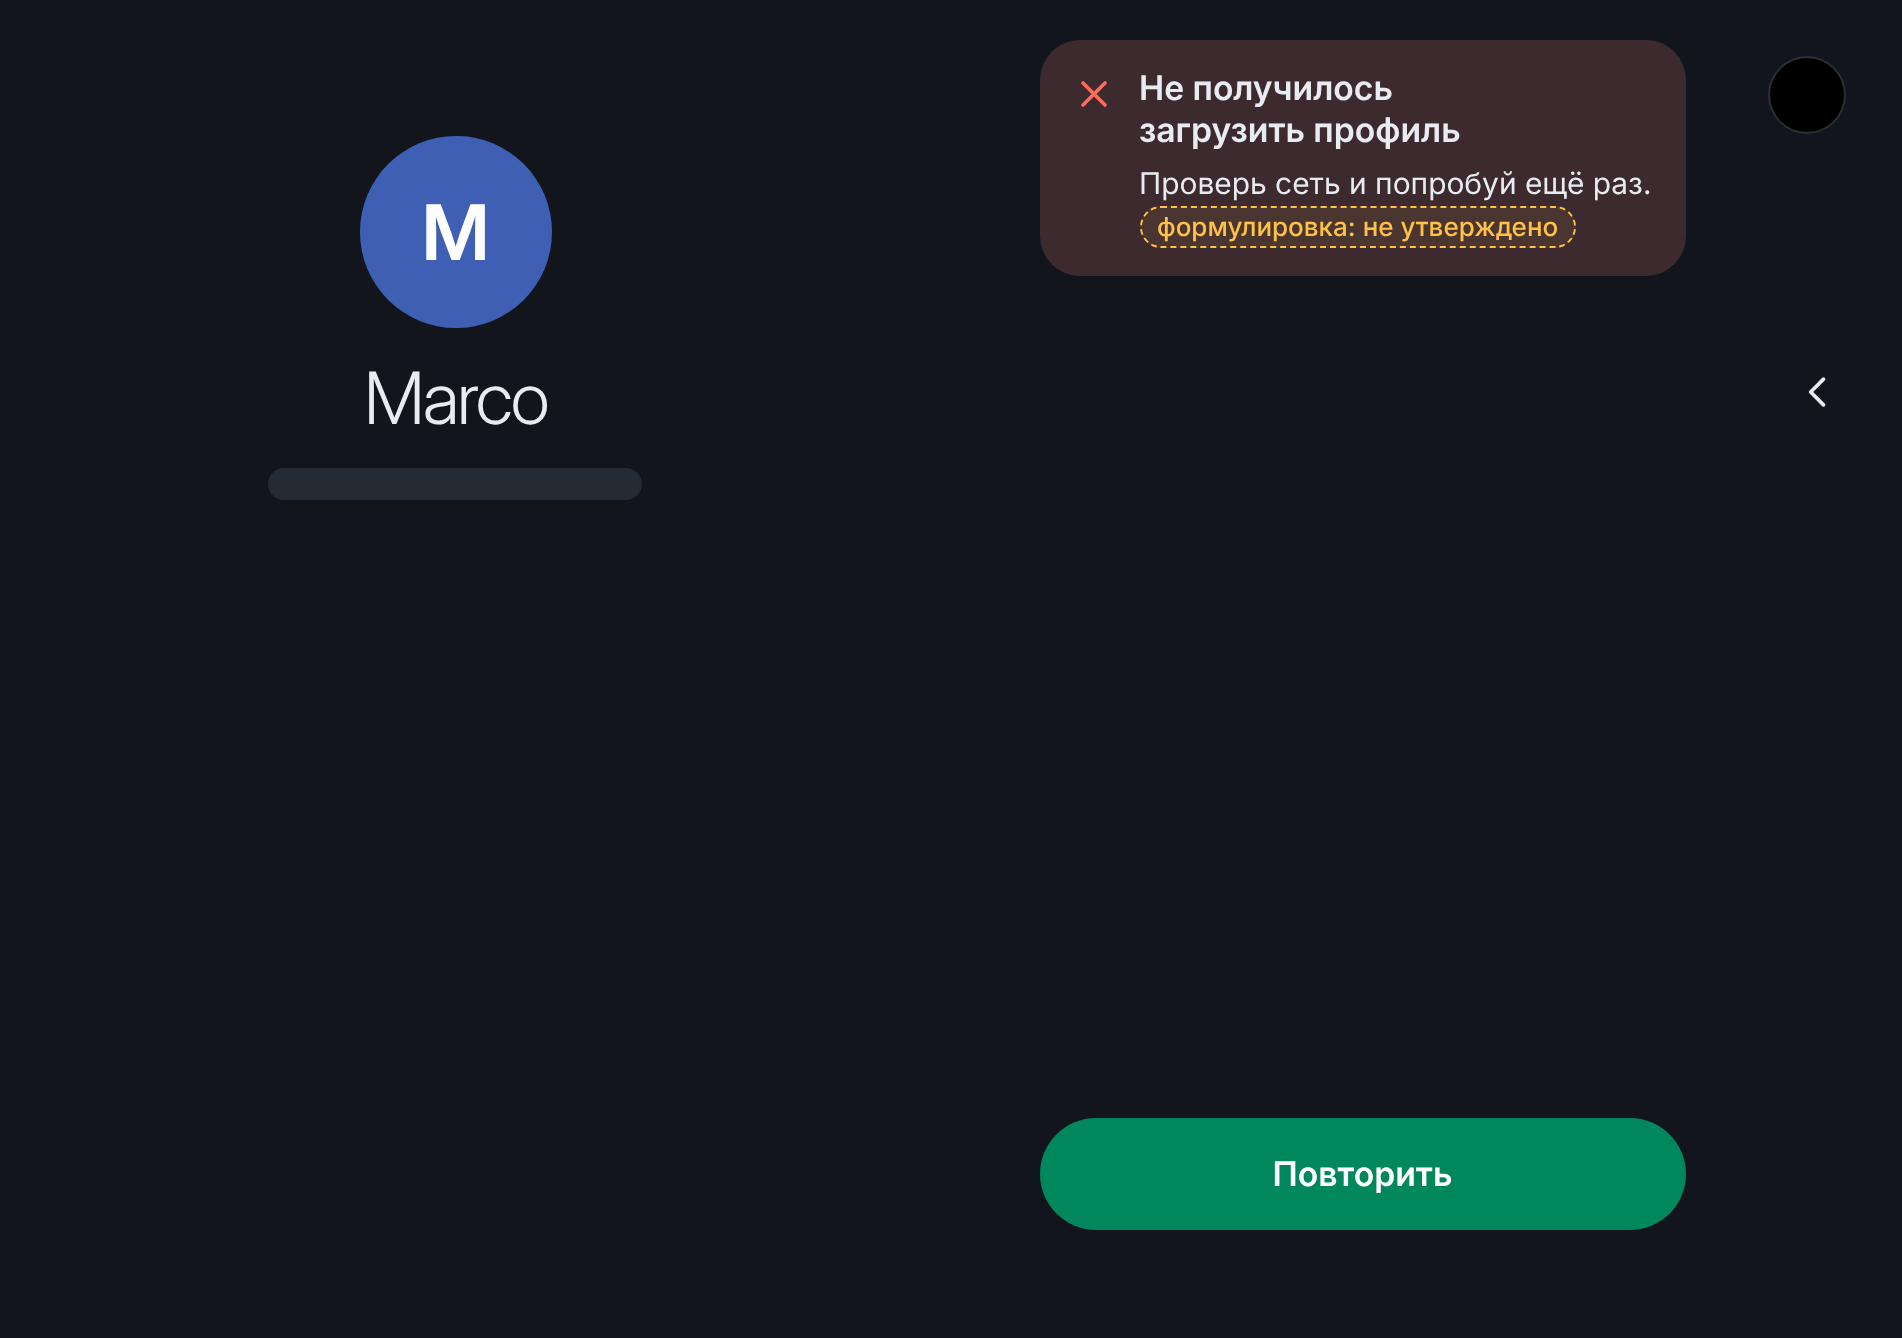 M
Marco
Не получилось
загрузить профиль
Проверь сеть и попробуй ещё раз.
формулировка: не утверждено
Повторить